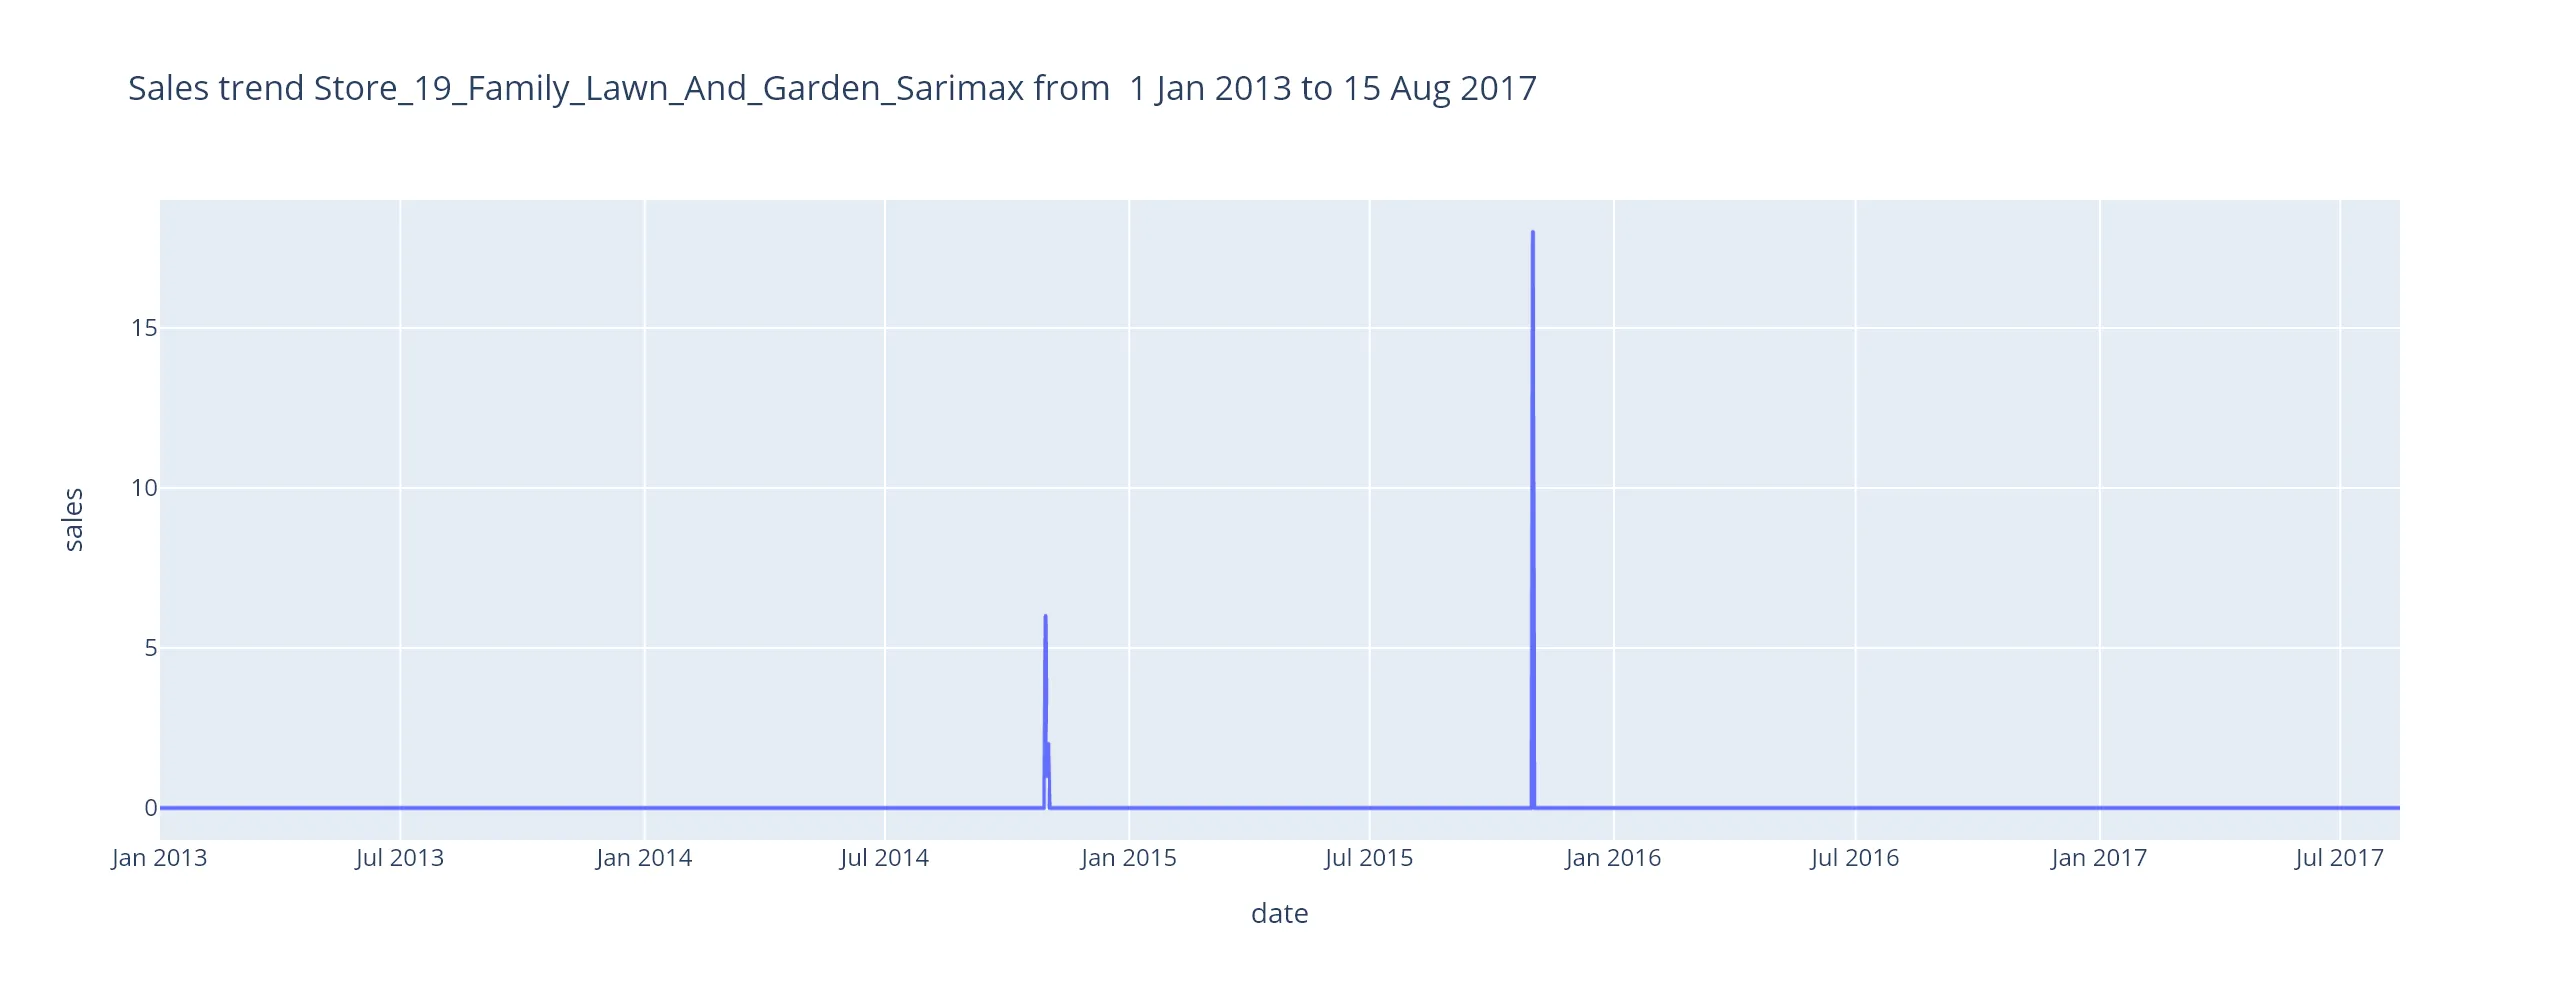 Sales trend Store_19_Family_Lawn_And_Garden_Sarimax from  1 Jan 2013 to 15 Aug 2017
15
10
5
0
sales
Jan 2013 Jul 2013 Jan 2014 Jul 2014 Jan 2015 Jul 2015 Jan 2016 Jul 2016 Jan 2017 Jul 2017
date